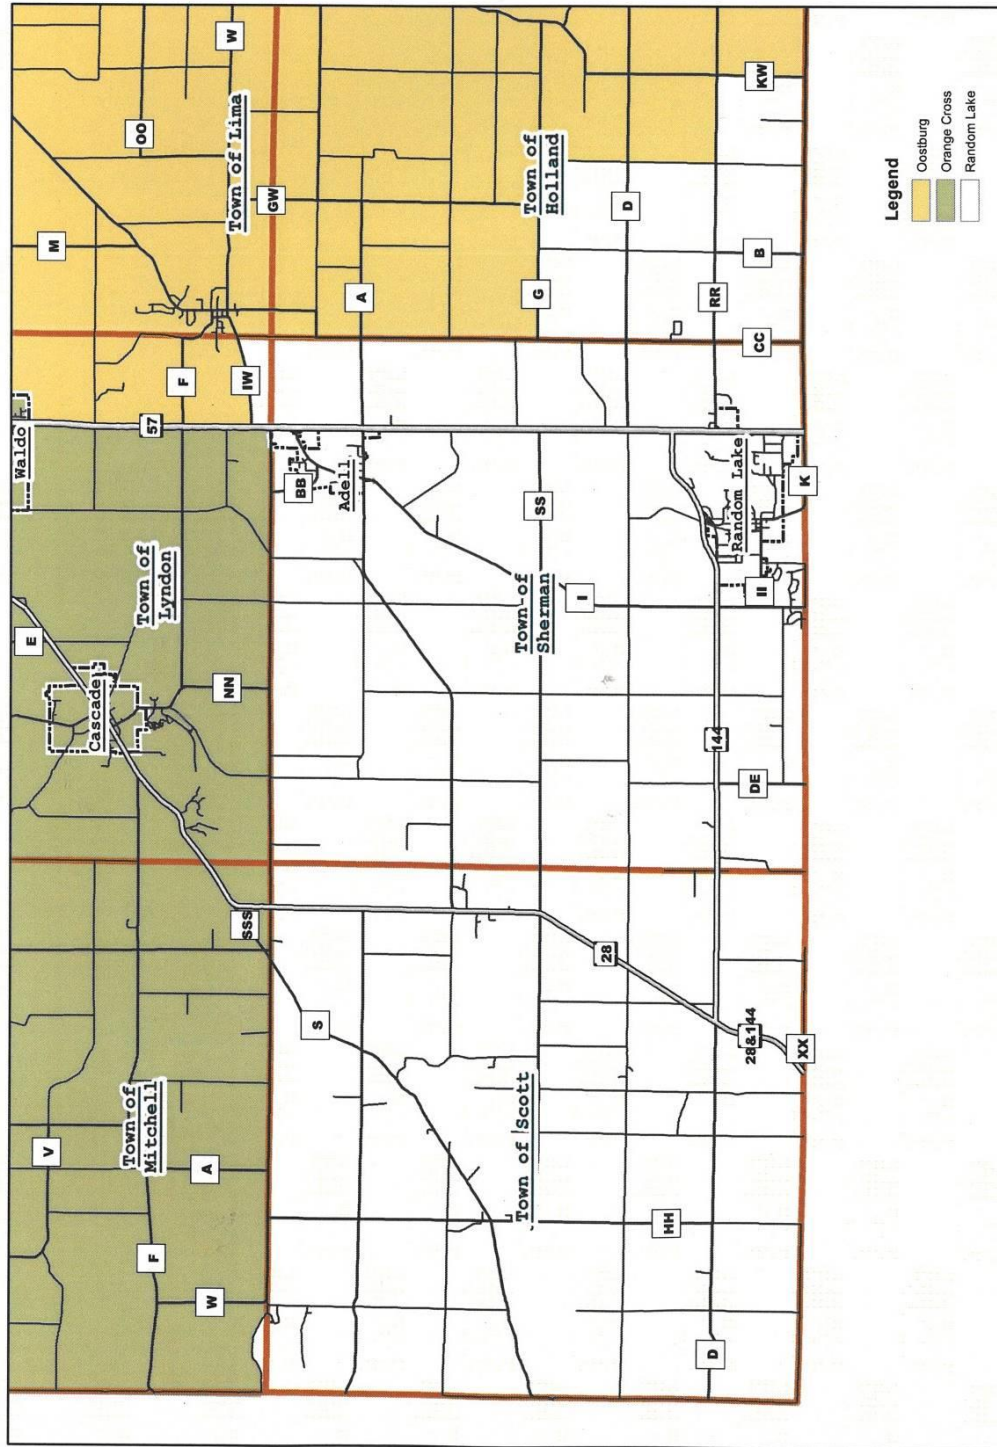 V
E
Waldo
M
Cascade
Town of
Mitchell
Town of
Lyndon
OO
F
57
F
A
W
NN
W
Town of Lima
SSS
IW
GW
BB
S
Adell
A
Town of Scott
Town of
Sherman
Town of
Holland
SS
G
I
28
D
HH
D
144
RR
Random Lake
28&144
DE
II
CC
B
KW
XX
K
Legend
Oostburg
Orange Cross
Random Lake